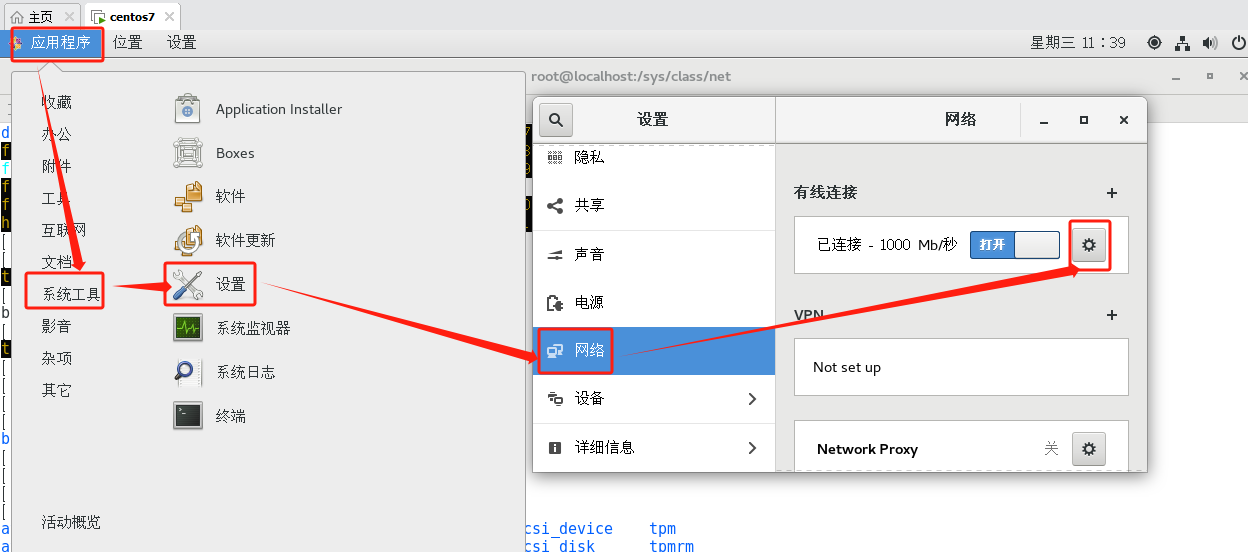 主页
centos7
应用程序 位置 设置
星期三 11：39
root@localhost:/sys/class/net
收藏
办公
附件
工具
互联网
文档
系统工具
影音
杂项
其它
活动概览
Application Installer
Boxes
软件
软件更新
设置
系统监视器
系统日志
终端
设置
隐私
共享
声音
电源
网络
设备
详细信息
网络
有线连接
已连接 - 1000 Mb/秒
打开
VPN
Not set up
Network Proxy
关
csi_device tpm
csi_disk tpmrm